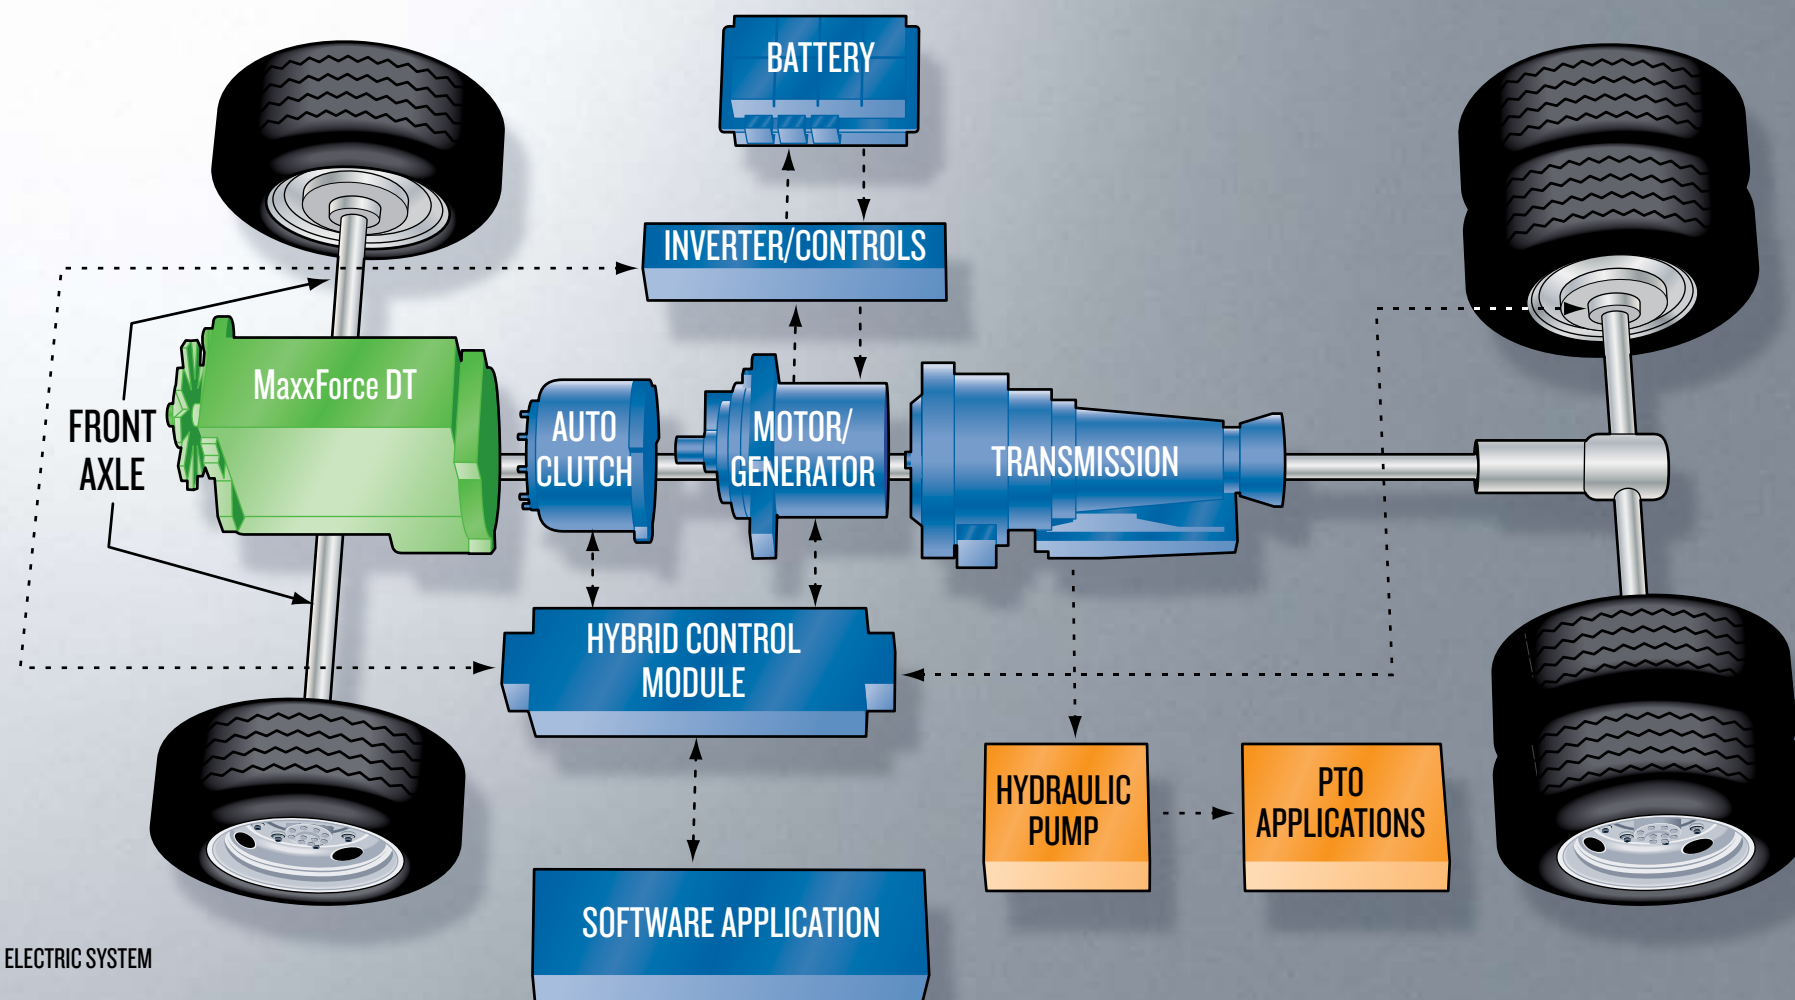 BATTERY
INVERTER/CONTROLS
MaxxForce DT
FRONT
AXLE
AUTO
CLUTCH
MOTOR/
GENERATOR
TRANSMISSION
HYBRID CONTROL
MODULE
HYDRAULIC
PUMP
PTO
APPLICATIONS
SOFTWARE APPLICATION
ELECTRIC SYSTEM